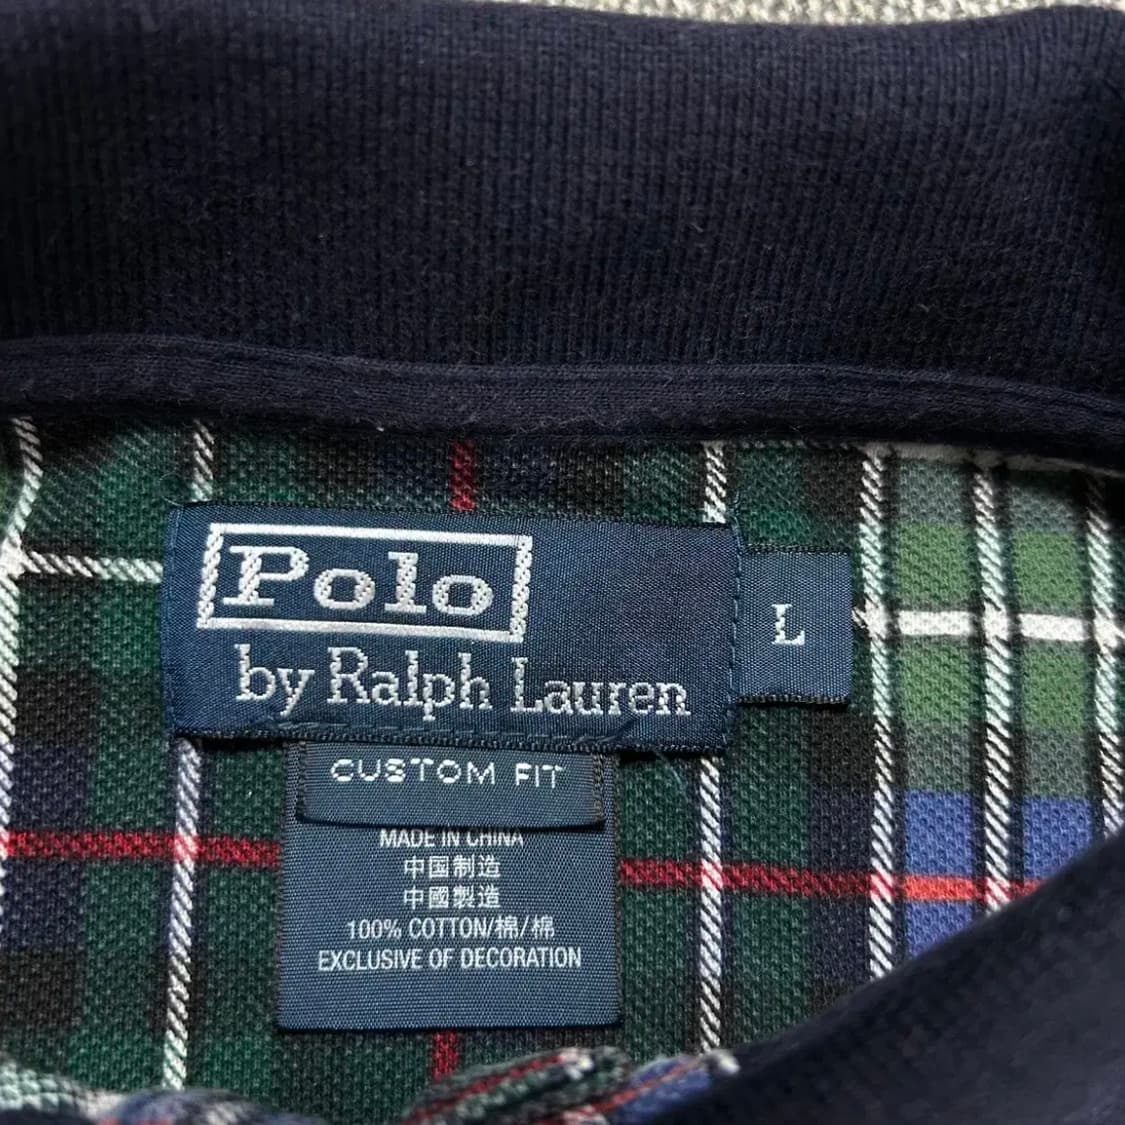 Polo
by Ralph Lauren
L
CUSTOM FIT
MADE IN CHINA
中国制造
中國製造
100% COTTON/棉/棉
EXCLUSIVE OF DECORATION